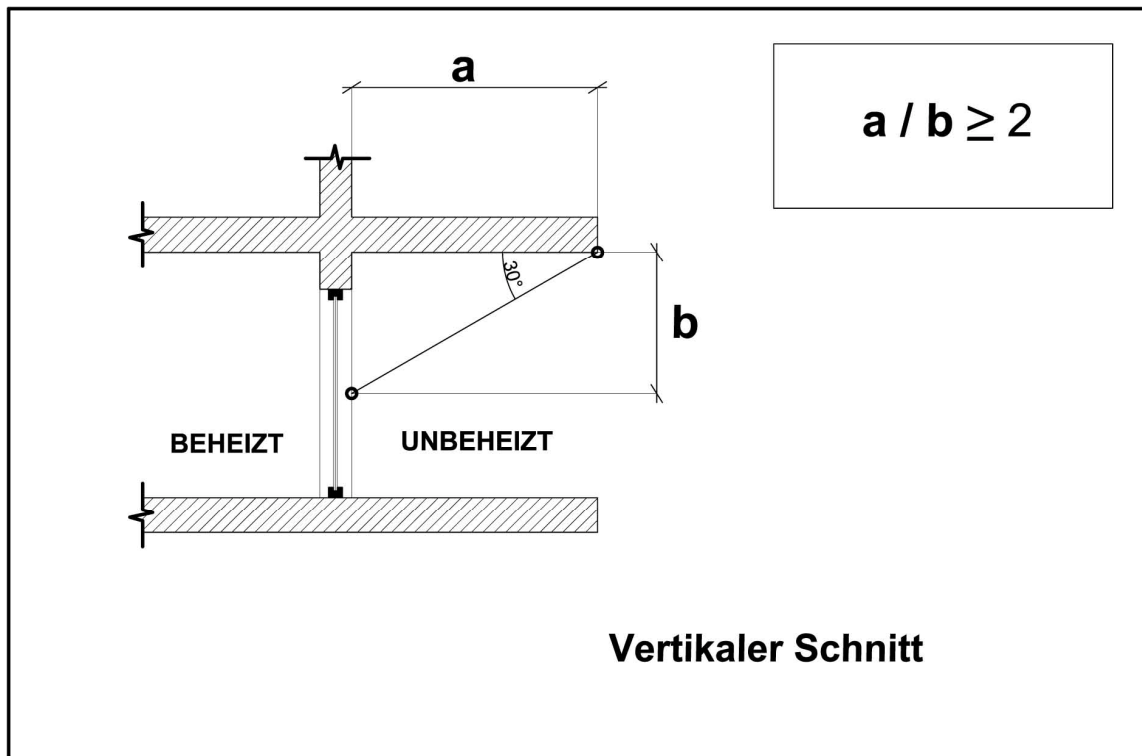 a
a / b ≥ 2
30°
b
BEHEIZT
UNBEHEIZT
Vertikaler Schnitt